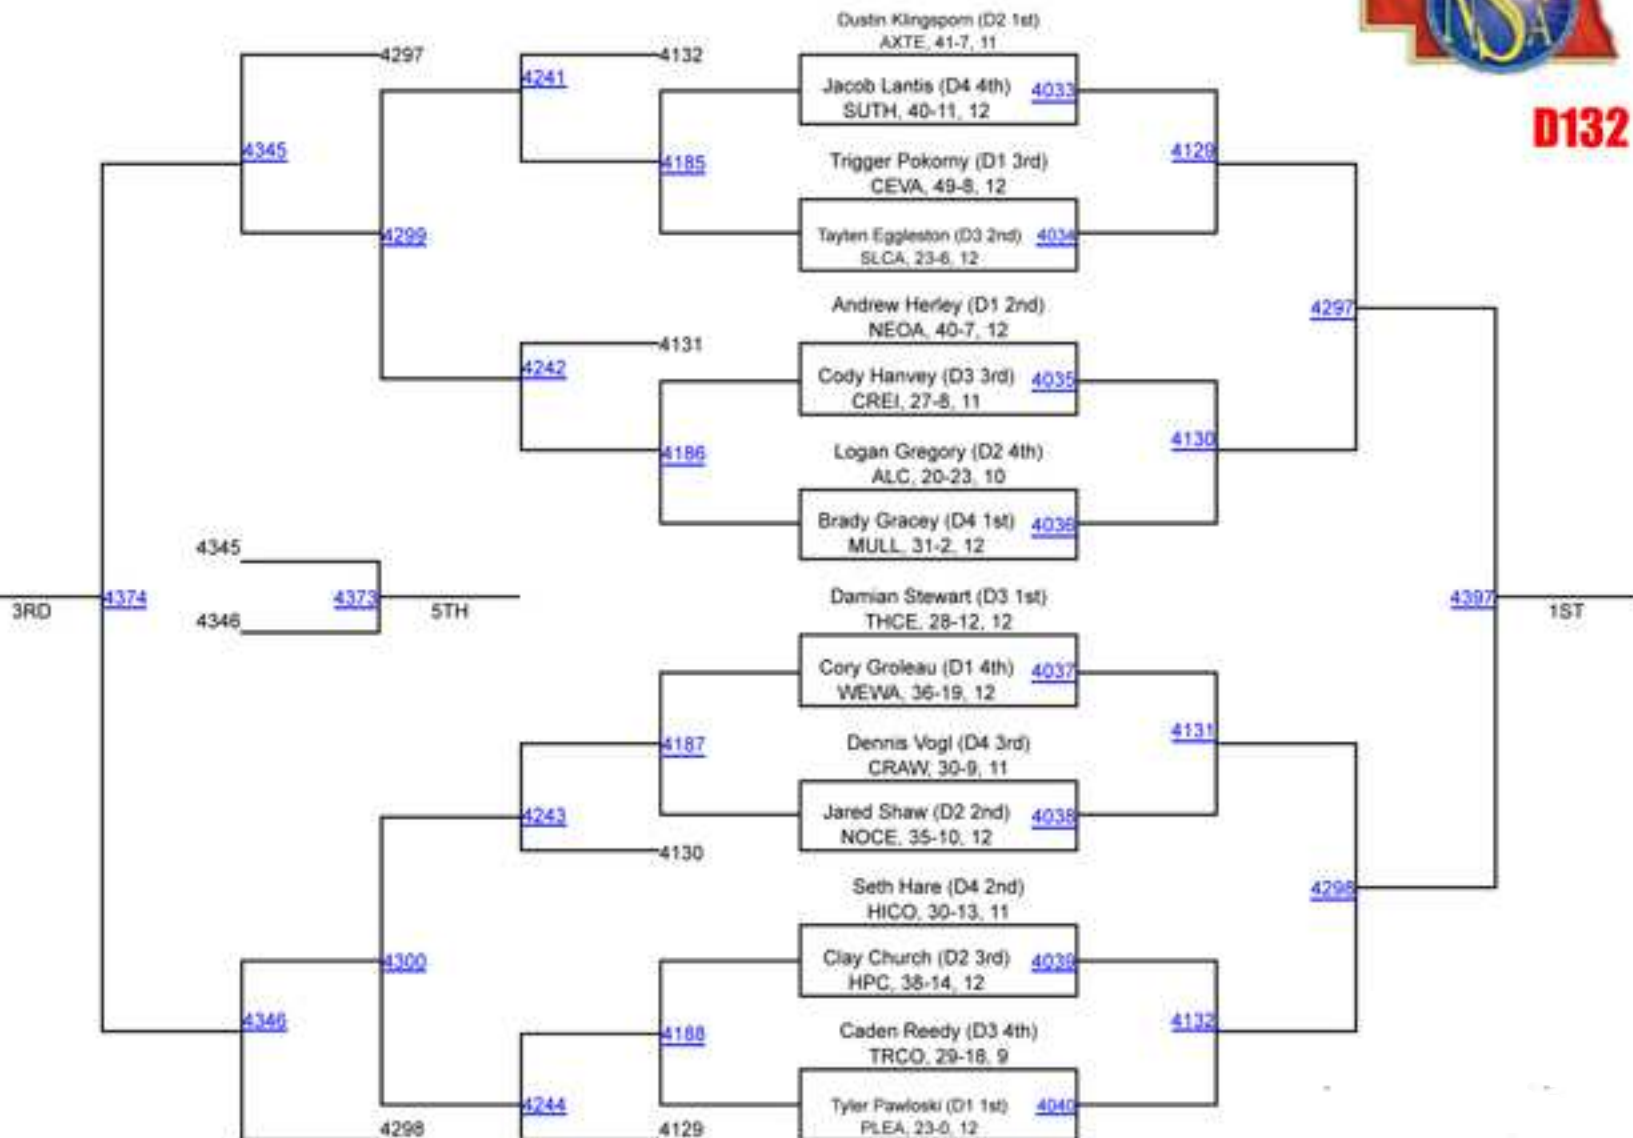 NSA
D132
Dustin Klingsporn (D2 1st)
AXTE, 41-7, 11
4297
4132
4241
Jacob Lantis (D4 4th)
4033
SUTH, 40-11, 12
4345
4185
Trigger Pokorny (D1 3rd)
4129
CEVA, 49-8, 12
4299
Taylen Eggleston (D3 2nd)
4034
SLCA, 23-6, 12
Andrew Herley (D1 2nd)
4297
NEOA, 40-7, 12
4131
4242
Cody Hanvey (D3 3rd)
4035
CREI, 27-8, 11
4186
Logan Gregory (D2 4th)
4130
ALC, 20-23, 10
Brady Gracey (D4 1st)
4036
MULL, 31-2, 12
4345
3RD
4374
4373
5TH
4346
Damian Stewart (D3 1st)
4397
1ST
THCE, 28-12, 12
Cory Groleau (D1 4th)
4037
WEWA, 36-19, 12
4187
Dennis Vogl (D4 3rd)
4131
CRAW, 30-9, 11
4243
Jared Shaw (D2 2nd)
4038
NOCE, 35-10, 12
4130
Seth Hare (D4 2nd)
4298
HICO, 30-13, 11
4300
Clay Church (D2 3rd)
4039
HPC, 38-14, 12
4346
4188
Caden Reedy (D3 4th)
4132
TRCO, 29-18, 9
4244
Tyler Pawloski (D1 1st)
4040
PLEA, 23-0, 12
4298
4129